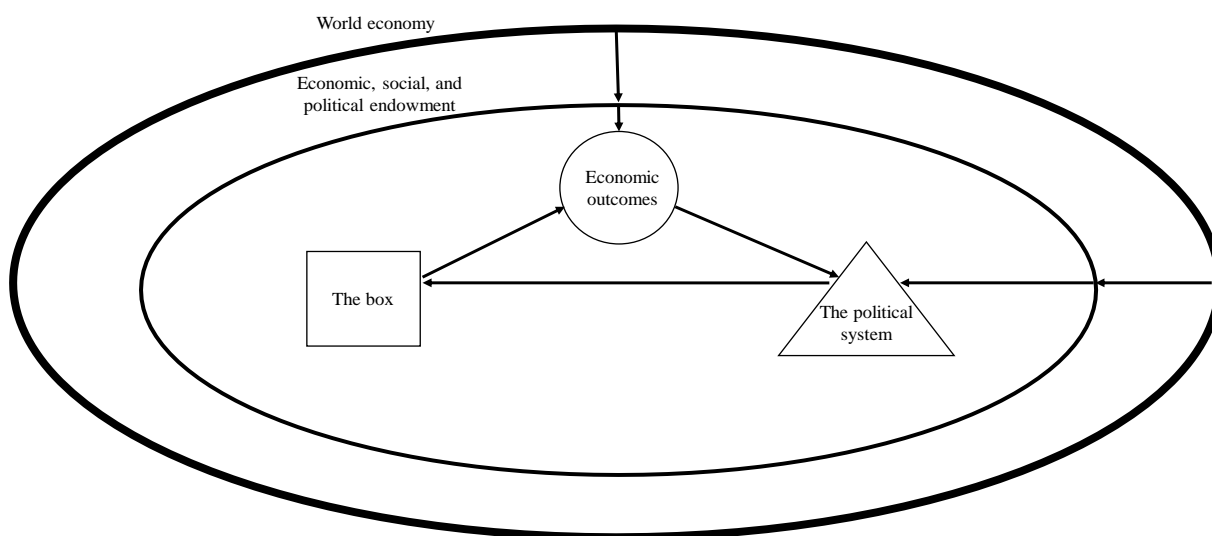 World economy
Economic, social, and
political endowment
Economic
outcomes
The box
The political
system